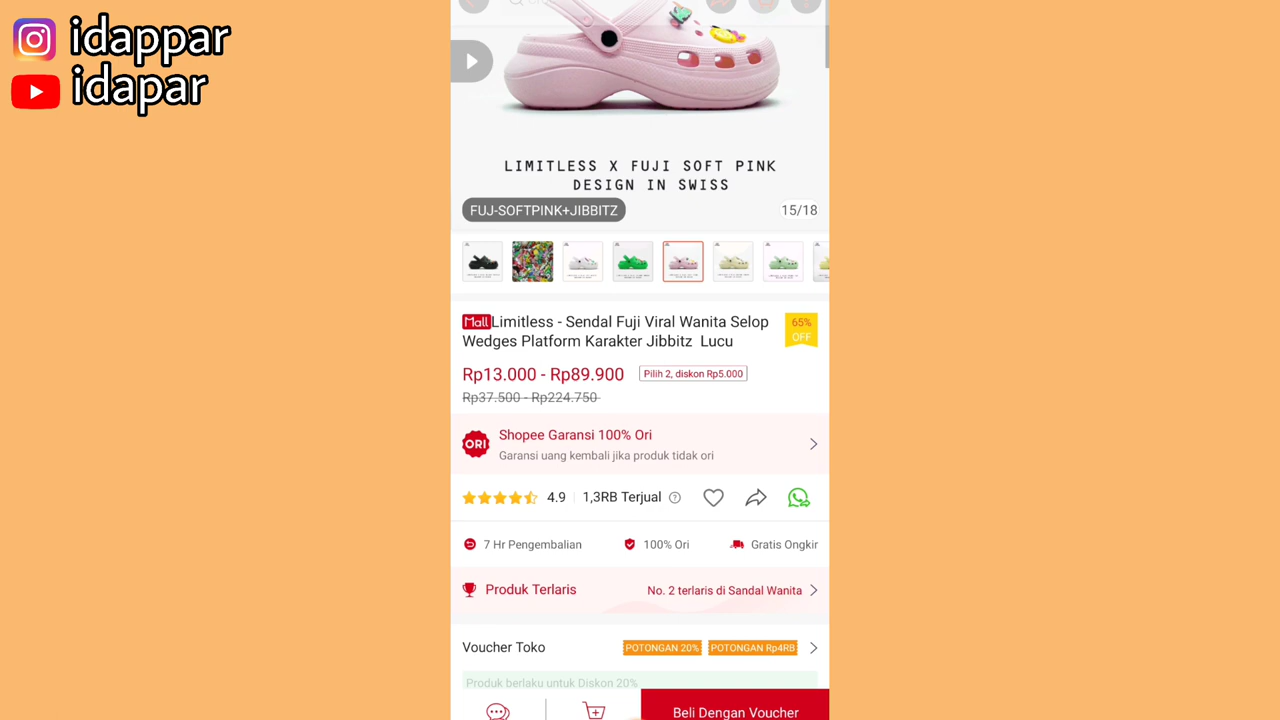 idappar
idapar
LIMITLESS X FUJI SOFT PINK
DESIGN IN SWISS
FUJ-SOFTPINK+JIBBITZ
15/18
Mall Limitless - Sendal Fuji Viral Wanita Selop
Wedges Platform Karakter Jibbitz Lucu
65%
OFF
Rp13.000 - Rp89.900
Pilih 2, diskon Rp5.000
Rp37.500 - Rp224.750
ORI
Shopee Garansi 100% Ori
Garansi uang kembali jika produk tidak ori
4.9
1,3RB Terjual
7 Hr Pengembalian
100% Ori
Gratis Ongkir
Produk Terlaris
No. 2 terlaris di Sandal Wanita
Voucher Toko
POTONGAN 20%
POTONGAN Rp4RB
Produk berlaku untuk Diskon 20%
Beli Dengan Voucher